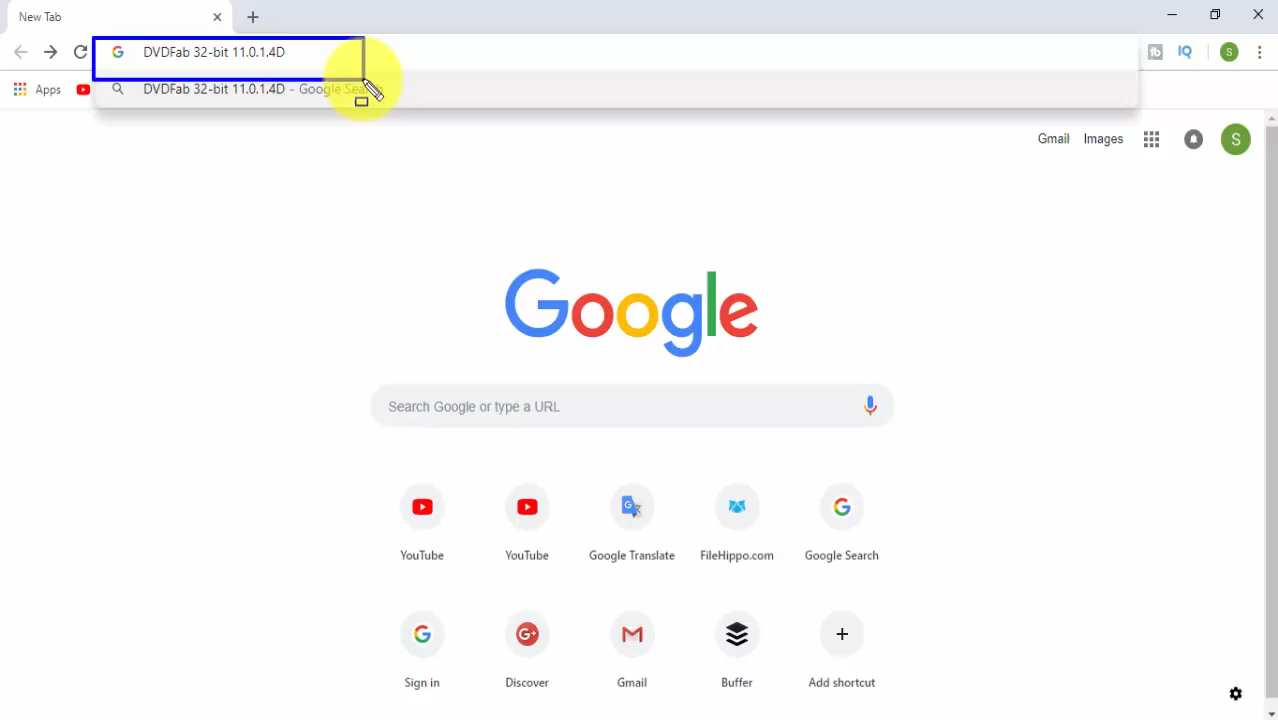 New Tab
DVDFab 32-bit 11.0.1.4D
Apps
DVDFab 32-bit 11.0.1.4D - Google Search
Gmail Images
S
S
Google
Search Google or type a URL
YouTube
YouTube
Google Translate
FileHippo.com
Google Search
Sign in
Discover
Gmail
Buffer
Add shortcut